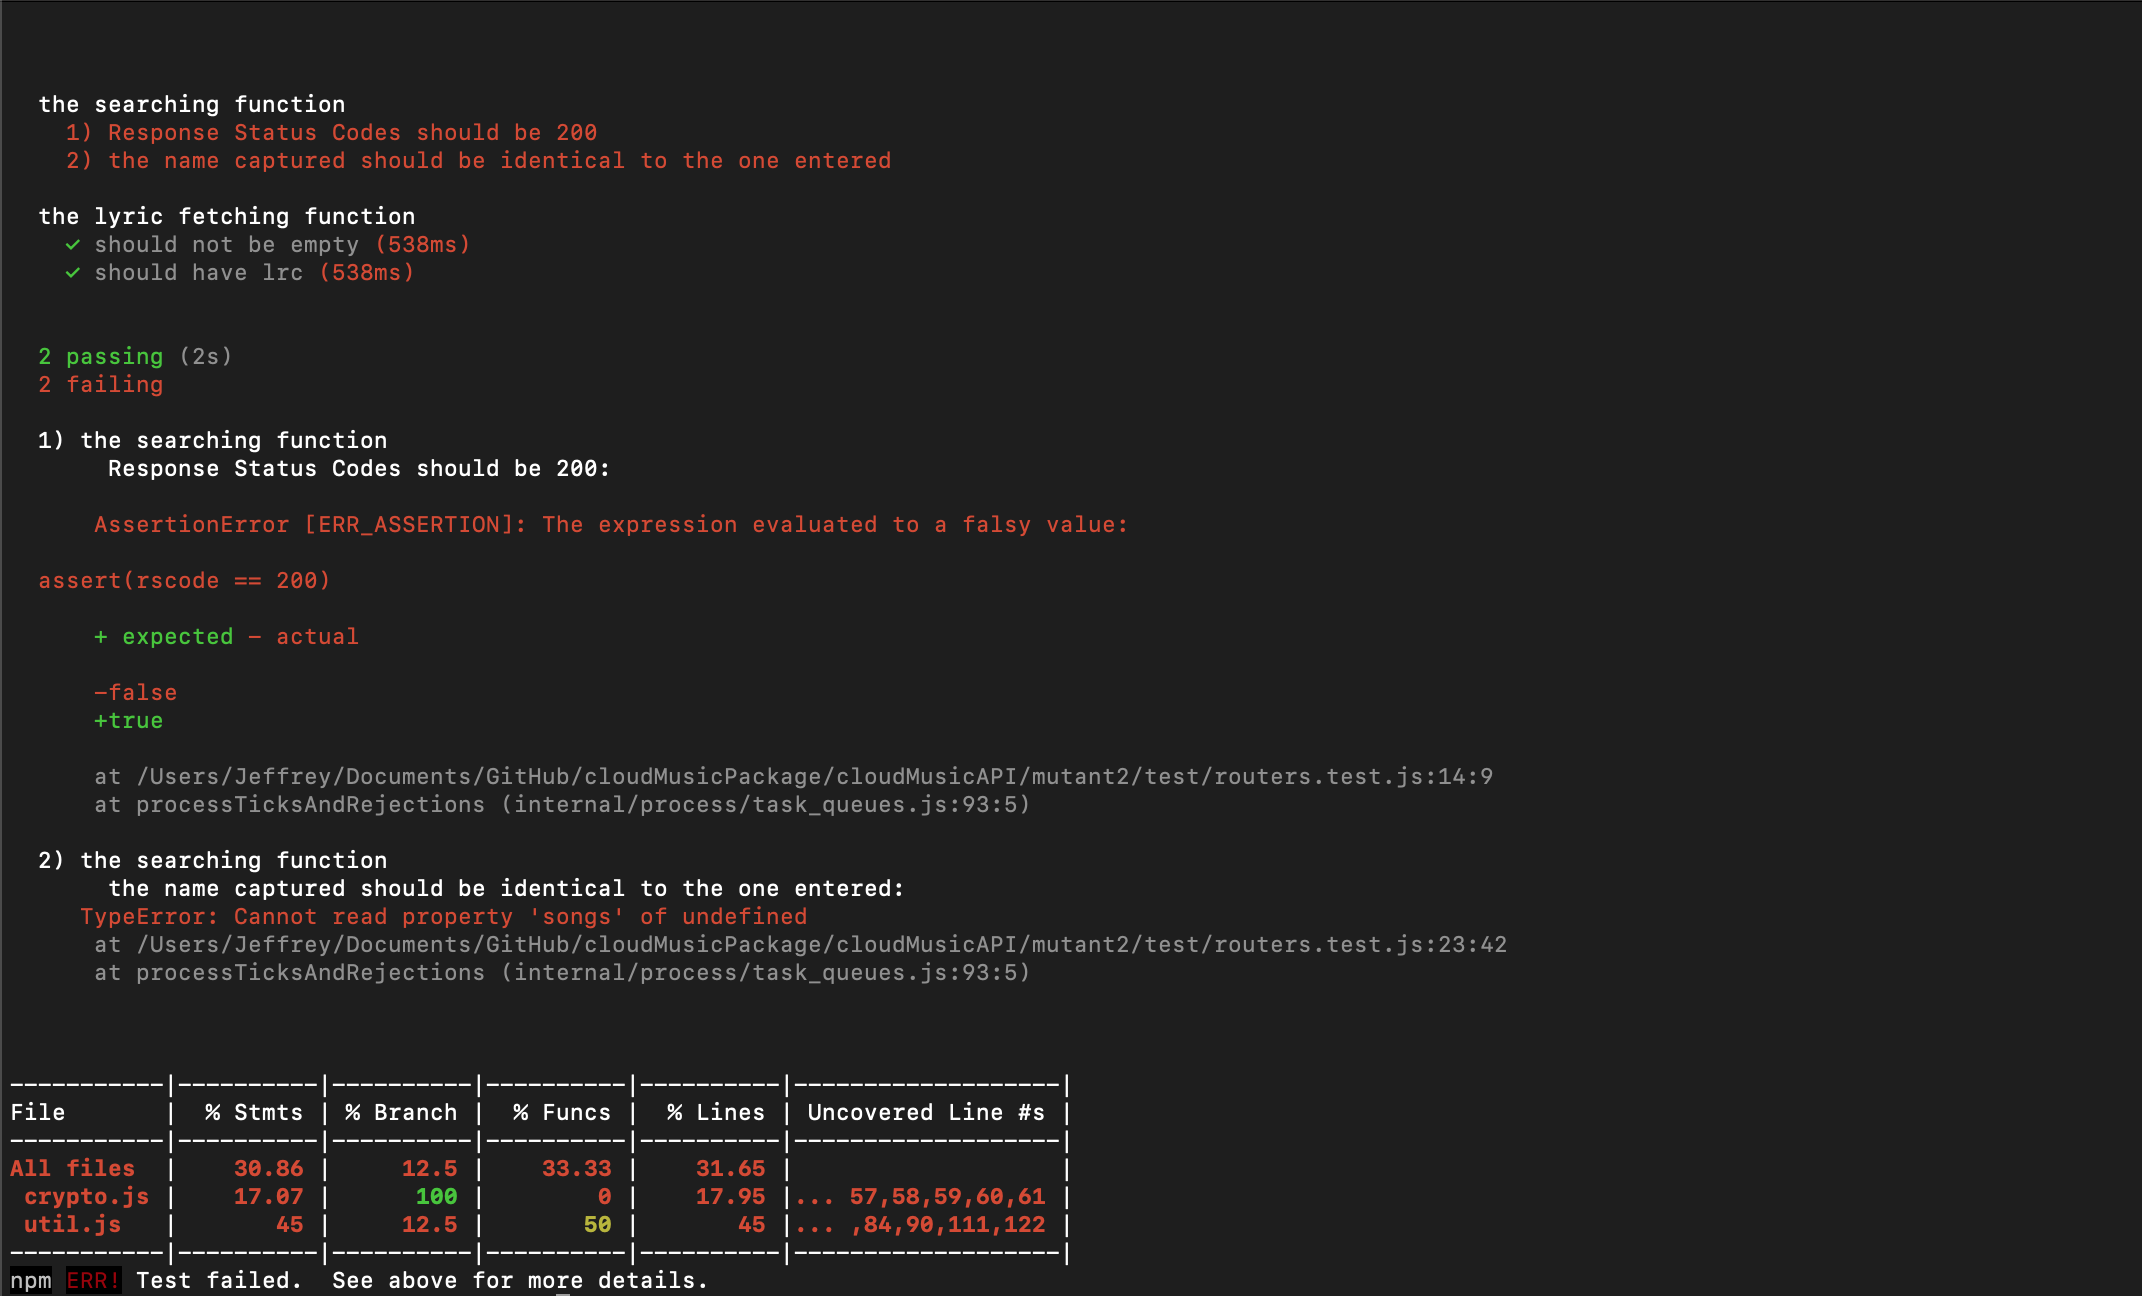 the searching function
1) Response Status Codes should be 200
2) the name captured should be identical to the one entered
the lyric fetching function
✓ should not be empty (538ms)
✓ should have lrc (538ms)
2 passing (2s)
2 failing
1) the searching function
Response Status Codes should be 200:
AssertionError [ERR_ASSERTION]: The expression evaluated to a falsy value:
assert(rscode == 200)
+ expected - actual
-false
+true
at /Users/Jeffrey/Documents/GitHub/cloudMusicPackage/cloudMusicAPI/mutant2/test/routers.test.js:14:9
at processTicksAndRejections (internal/process/task_queues.js:93:5)
2) the searching function
the name captured should be identical to the one entered:
TypeError: Cannot read property 'songs' of undefined
at /Users/Jeffrey/Documents/GitHub/cloudMusicPackage/cloudMusicAPI/mutant2/test/routers.test.js:23:42
at processTicksAndRejections (internal/process/task_queues.js:93:5)
-----------|----------|----------|----------|----------|-------------------|
File       |  % Stmts | % Branch |  % Funcs |  % Lines | Uncovered Line #s |
-----------|----------|----------|----------|----------|-------------------|
All files  |    30.86 |     12.5 |    33.33 |    31.65 |                   |
crypto.js |    17.07 |      100 |        0 |    17.95 |... 57,58,59,60,61 |
util.js   |       45 |     12.5 |       50 |       45 |... ,84,90,111,122 |
-----------|----------|----------|----------|----------|-------------------|
npm ERR! Test failed.  See above for more details.